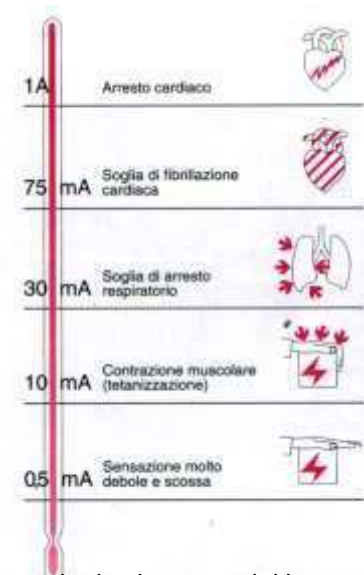 1A Arresto cardiaco
75 mA Soglia di fibrillazione
cardiaca
30 mA Soglia di arresto
respiratorio
10 mA Contrazione muscolare
(tetanizzazione)
0,5 mA Sensazione molto
debole e scossa